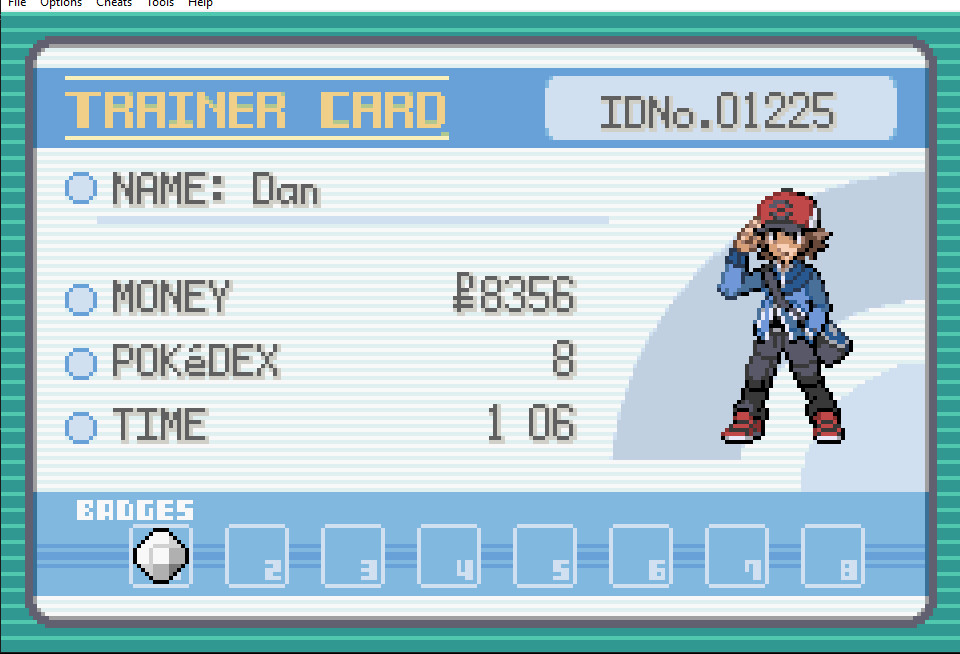 File Options Cheats Tools Help
TRAINER CARD IDNo.01225
NAME: Dan
MONEY ₽8356
POKéDEX 8
TIME 1 06
BADGES
2 3 4 5 6 7 8